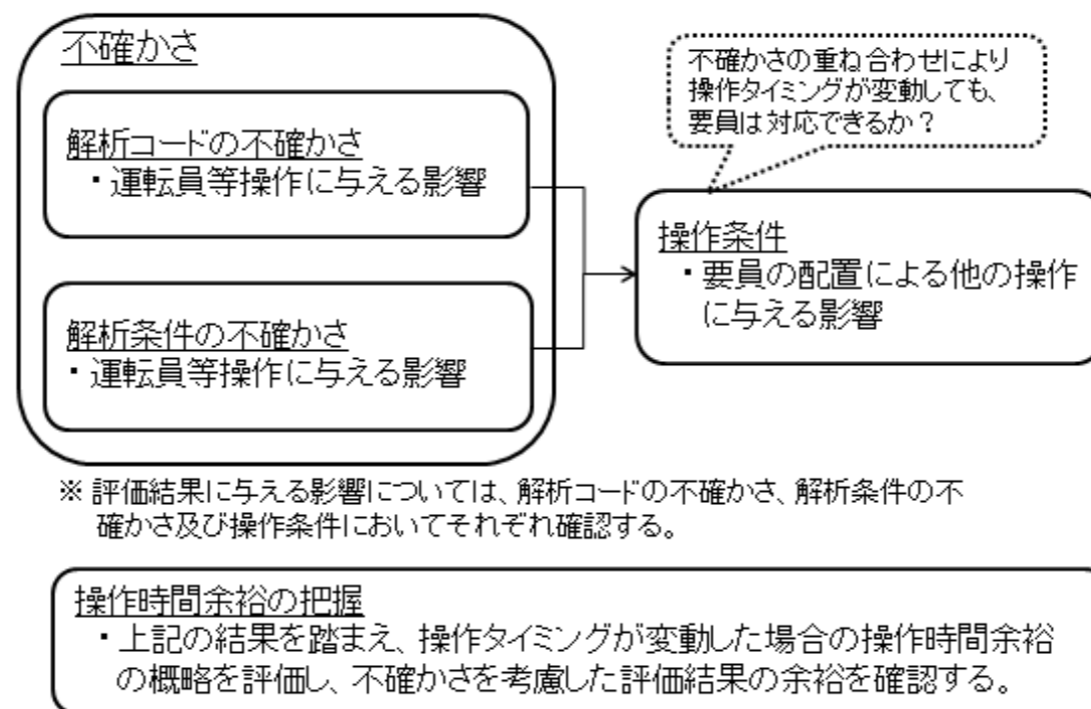 不確かさ
解析コードの不確かさ
・運転員等操作に与える影響
解析条件の不確かさ
・運転員等操作に与える影響
不確かさの重ね合わせにより
操作タイミングが変動しても、
要員は対応できるか？
操作条件
・要員の配置による他の操作
に与える影響
※ 評価結果に与える影響については、解析コードの不確かさ、解析条件の不
確かさ及び操作条件においてそれぞれ確認する。
操作時間余裕の把握
・上記の結果を踏まえ、操作タイミングが変動した場合の操作時間余裕
の概略を評価し、不確かさを考慮した評価結果の余裕を確認する。